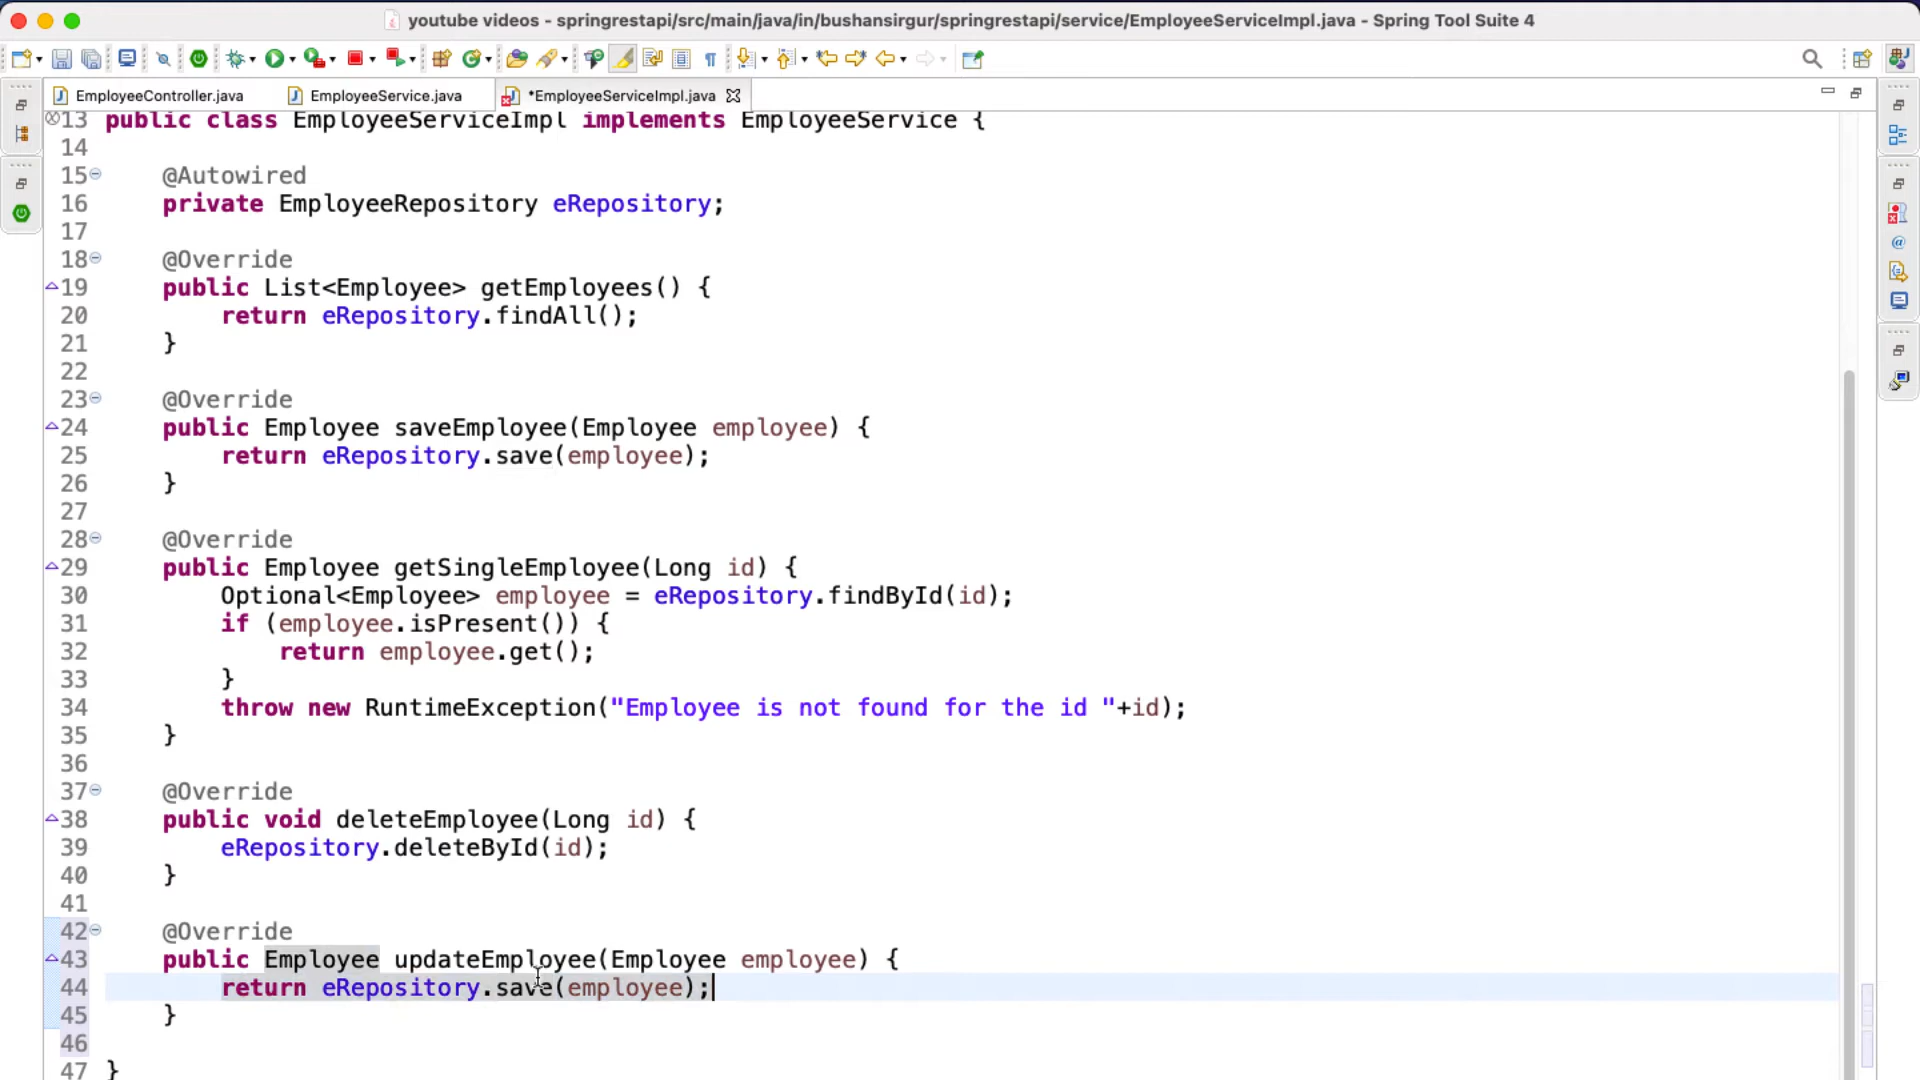 youtube videos - springrestapi/src/main/java/in/bushansirgur/springrestapi/service/EmployeeServiceImpl.java - Spring Tool Suite 4
EmployeeController.java EmployeeService.java *EmployeeServiceImpl.java
13 public class EmployeeServiceImpl implements EmployeeService {
14
15 @Autowired
16 private EmployeeRepository eRepository;
17
18 @Override
19 public List<Employee> getEmployees() {
20 return eRepository.findAll();
21 }
22
23 @Override
24 public Employee saveEmployee(Employee employee) {
25 return eRepository.save(employee);
26 }
27
28 @Override
29 public Employee getSingleEmployee(Long id) {
30 Optional<Employee> employee = eRepository.findById(id);
31 if (employee.isPresent()) {
32 return employee.get();
33 }
34 throw new RuntimeException("Employee is not found for the id "+id);
35 }
36
37 @Override
38 public void deleteEmployee(Long id) {
39 eRepository.deleteById(id);
40 }
41
42 @Override
43 public Employee updateEmployee(Employee employee) {
44 return eRepository.save(employee);
45 }
46
47 }